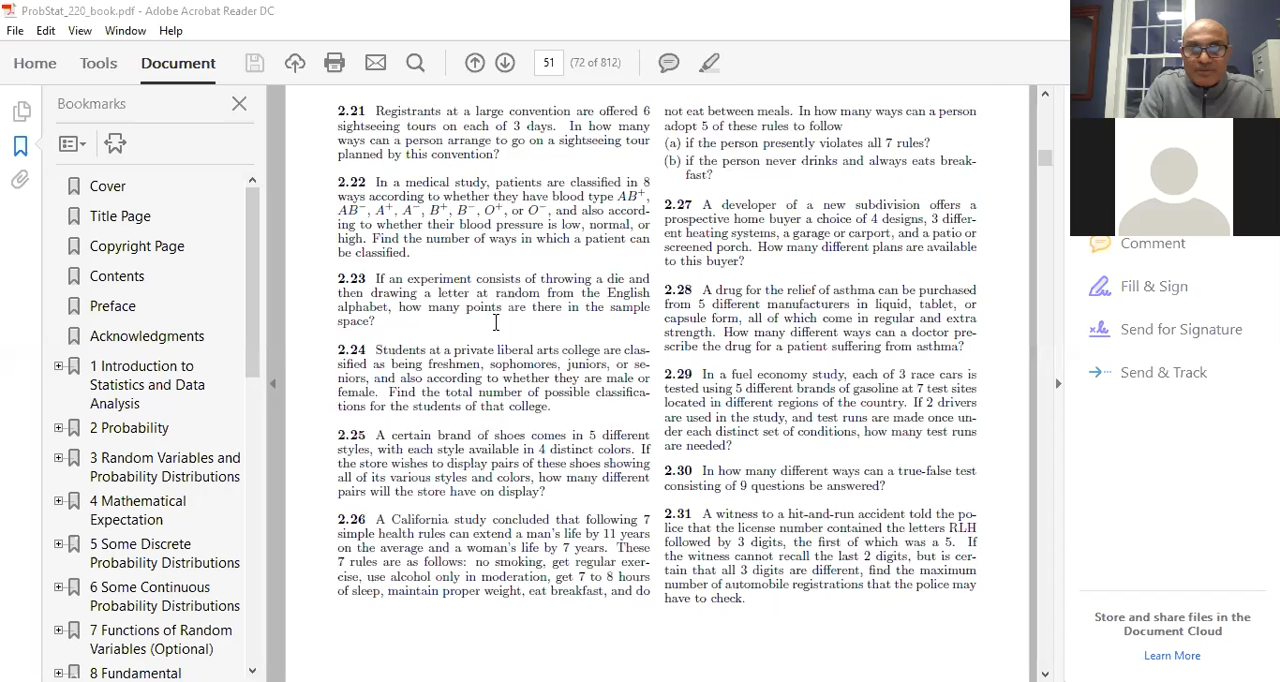 ProbStat_220_book.pdf - Adobe Acrobat Reader DC
File Edit View Window Help
Home Tools Document 51 (72 of 812)
Bookmarks
Cover
Title Page
Copyright Page
Contents
Preface
Acknowledgments
1 Introduction to
Statistics and Data
Analysis
2 Probability
3 Random Variables and
Probability Distributions
4 Mathematical
Expectation
5 Some Discrete
Probability Distributions
6 Some Continuous
Probability Distributions
7 Functions of Random
Variables (Optional)
8 Fundamental
2.21 Registrants at a large convention are offered 6
sightseeing tours on each of 3 days. In how many
ways can a person arrange to go on a sightseeing tour
planned by this convention?
2.22 In a medical study, patients are classified in 8
ways according to whether they have blood type AB⁺,
AB⁻, A⁺, A⁻, B⁺, B⁻, O⁺, or O⁻, and also accord-
ing to whether their blood pressure is low, normal, or
high. Find the number of ways in which a patient can
be classified.
2.23 If an experiment consists of throwing a die and
then drawing a letter at random from the English
alphabet, how many points are there in the sample
space?
2.24 Students at a private liberal arts college are clas-
sified as being freshmen, sophomores, juniors, or se-
niors, and also according to whether they are male or
female. Find the total number of possible classifica-
tions for the students of that college.
2.25 A certain brand of shoes comes in 5 different
styles, with each style available in 4 distinct colors. If
the store wishes to display pairs of these shoes showing
all of its various styles and colors, how many different
pairs will the store have on display?
2.26 A California study concluded that following 7
simple health rules can extend a man's life by 11 years
on the average and a woman's life by 7 years. These
7 rules are as follows: no smoking, get regular exer-
cise, use alcohol only in moderation, get 7 to 8 hours
of sleep, maintain proper weight, eat breakfast, and do
not eat between meals. In how many ways can a person
adopt 5 of these rules to follow
(a) if the person presently violates all 7 rules?
(b) if the person never drinks and always eats break-
fast?
2.27 A developer of a new subdivision offers a
prospective home buyer a choice of 4 designs, 3 differ-
ent heating systems, a garage or carport, and a patio or
screened porch. How many different plans are available
to this buyer?
2.28 A drug for the relief of asthma can be purchased
from 5 different manufacturers in liquid, tablet, or
capsule form, all of which come in regular and extra
strength. How many different ways can a doctor pre-
scribe the drug for a patient suffering from asthma?
2.29 In a fuel economy study, each of 3 race cars is
tested using 5 different brands of gasoline at 7 test sites
located in different regions of the country. If 2 drivers
are used in the study, and test runs are made once un-
der each distinct set of conditions, how many test runs
are needed?
2.30 In how many different ways can a true-false test
consisting of 9 questions be answered?
2.31 A witness to a hit-and-run accident told the po-
lice that the license number contained the letters RLH
followed by 3 digits, the first of which was a 5. If
the witness cannot recall the last 2 digits, but is cer-
tain that all 3 digits are different, find the maximum
number of automobile registrations that the police may
have to check.
Comment
Fill & Sign
Send for Signature
Send & Track
Store and share files in the
Document Cloud
Learn More